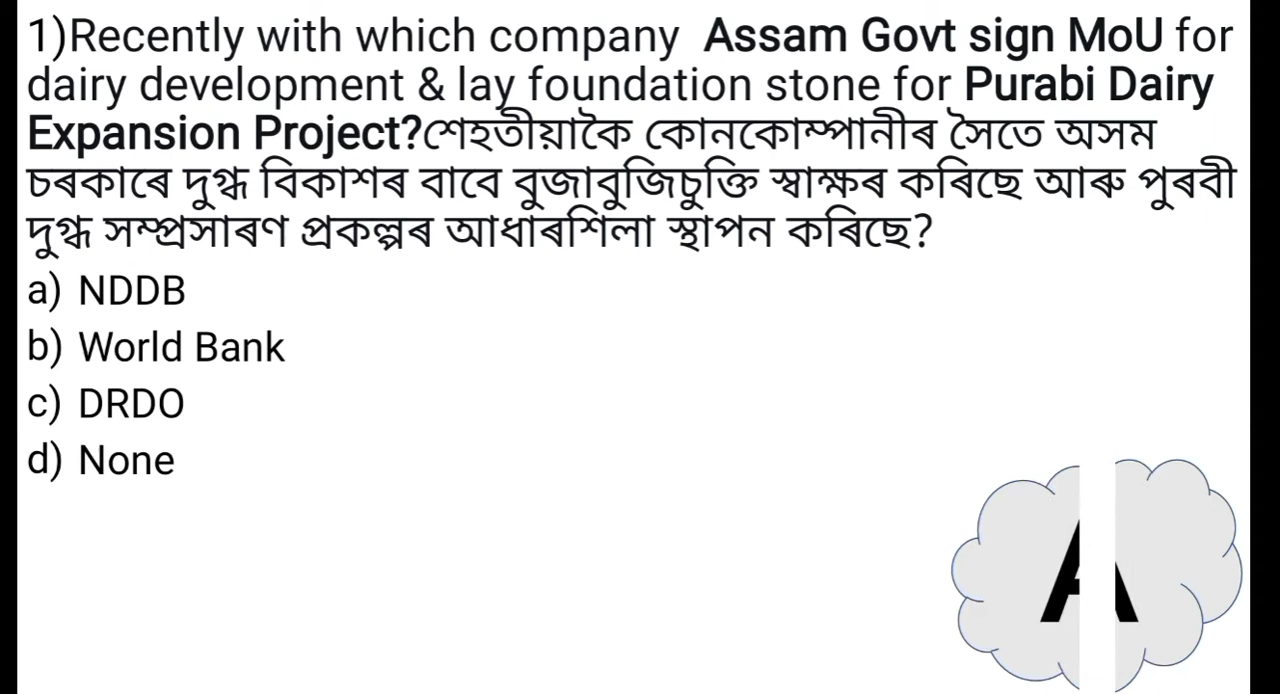 1)Recently with which company Assam Govt sign MoU for
dairy development & lay foundation stone for Purabi Dairy
Expansion Project?শেহতীয়াকৈ কোনকোম্পানীৰ সৈতে অসম
চৰকাৰে দুগ্ধ বিকাশৰ বাবে বুজাবুজিচুক্তি স্বাক্ষৰ কৰিছে আৰু পুৰবী
দুগ্ধ সম্প্ৰসাৰণ প্ৰকল্পৰ আধাৰশিলা স্থাপন কৰিছে?
a) NDDB
b) World Bank
c) DRDO
d) None
A